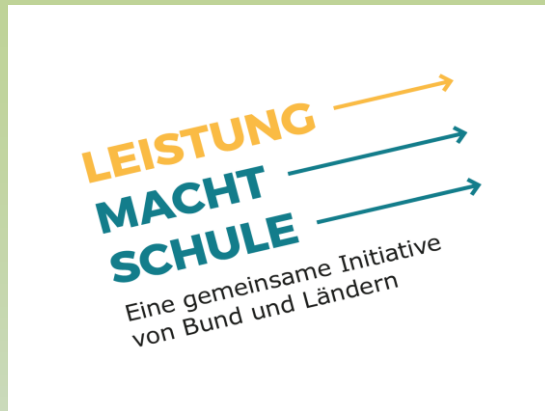 LEISTUNG
MACHT
SCHULE
Eine gemeinsame Initiative
von Bund und Ländern